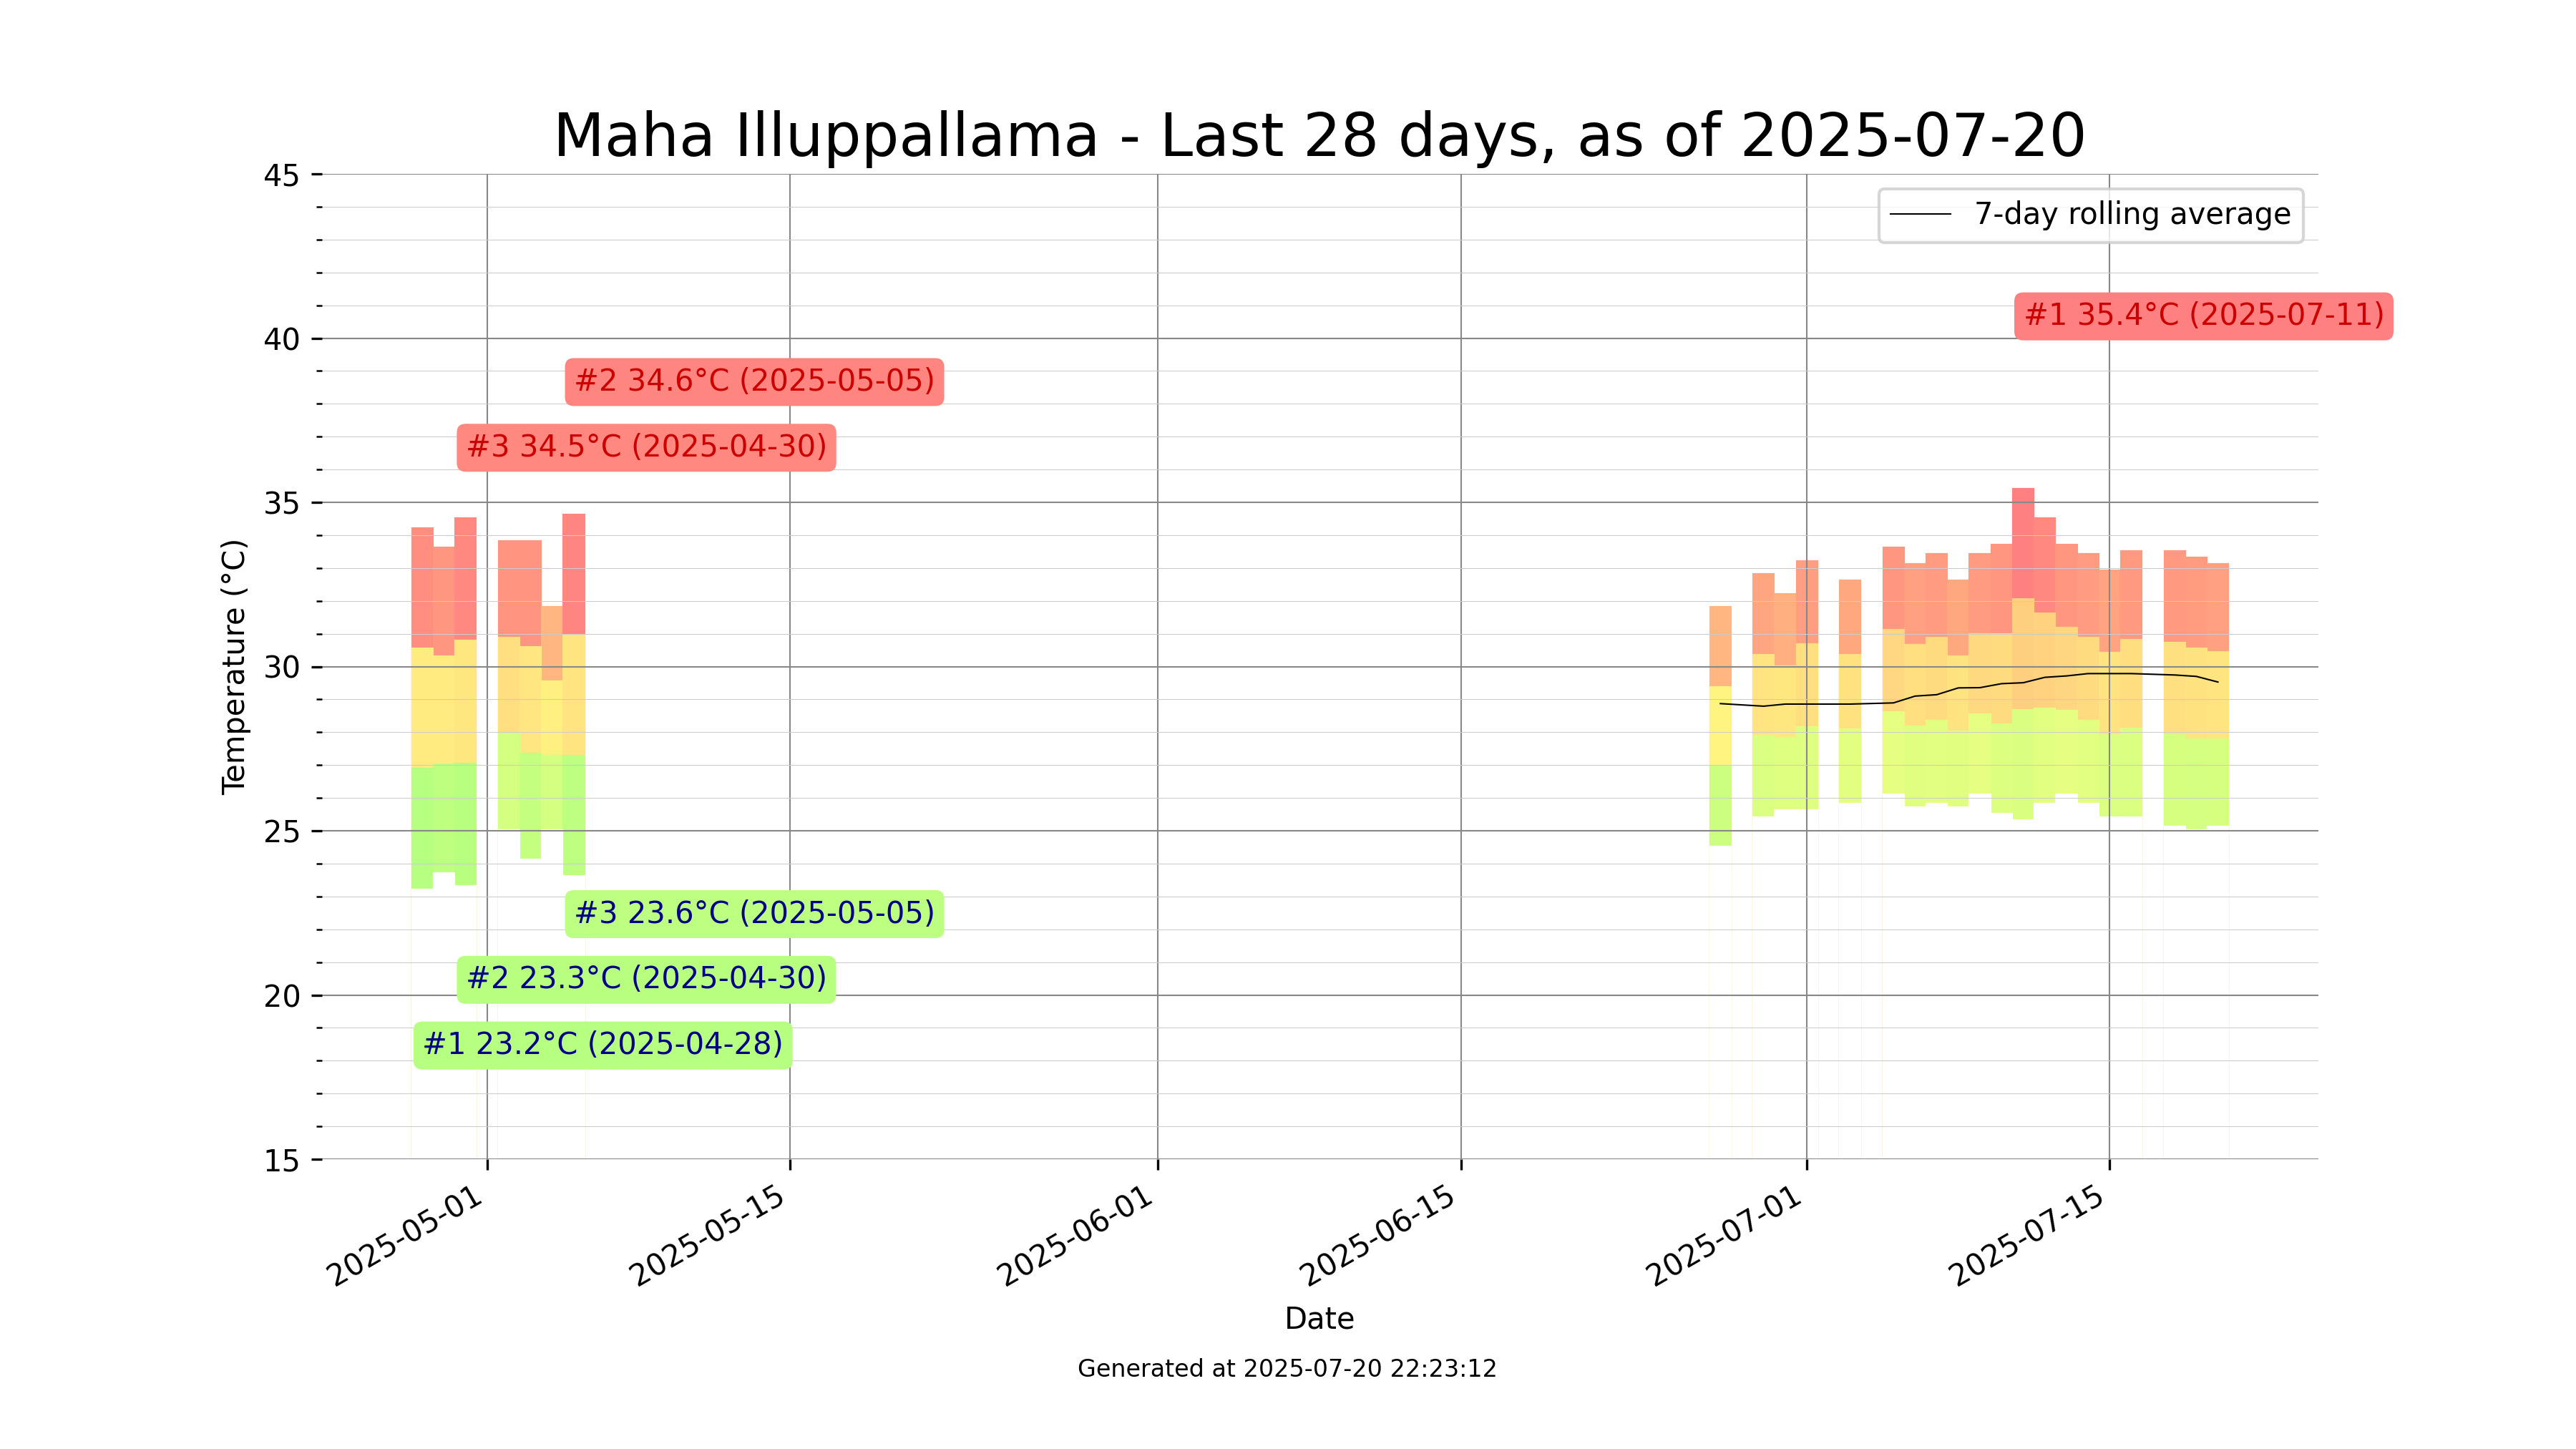 Maha Illuppallama - Last 28 days, as of 2025-07-20
45
7-day rolling average
#1 35.4°C (2025-07-11)
40
#2 34.6°C (2025-05-05)
#3 34.5°C (2025-04-30)
35
Temperature (°C)
30
25
#3 23.6°C (2025-05-05)
#2 23.3°C (2025-04-30)
20
#1 23.2°C (2025-04-28)
15
2025-05-01
2025-05-15
2025-06-01
2025-06-15
2025-07-01
2025-07-15
Date
Generated at 2025-07-20 22:23:12